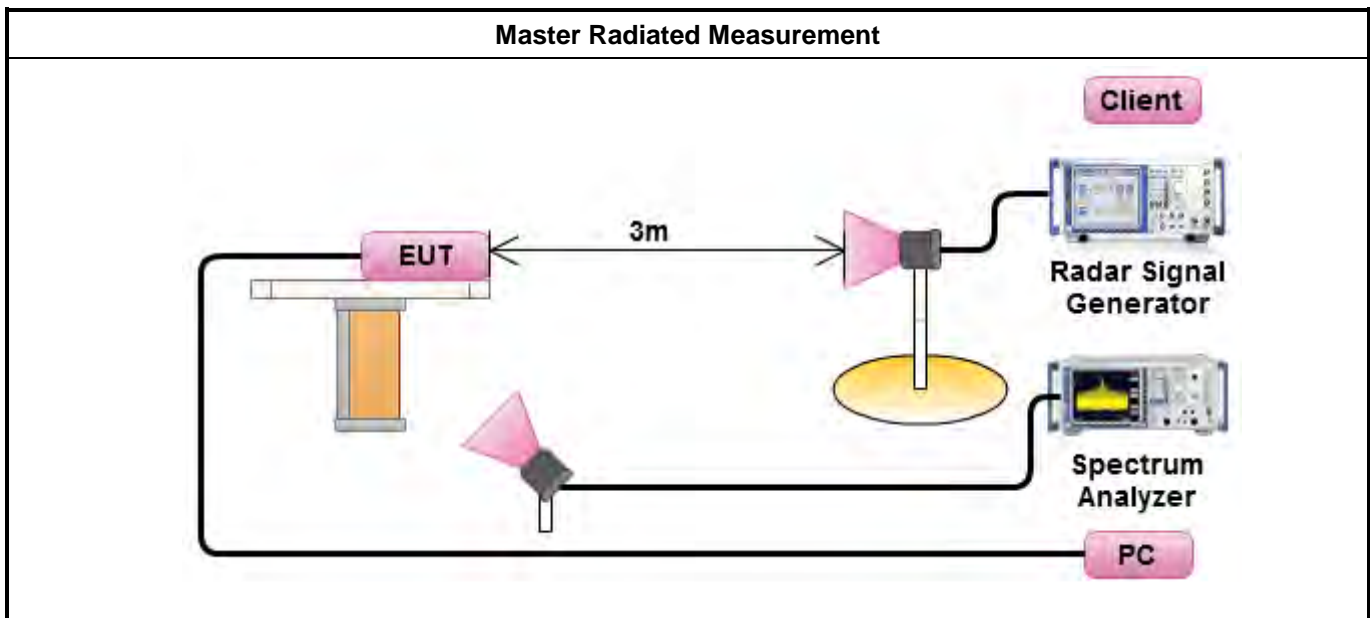 Master Radiated Measurement
Client
3m
EUT
Radar Signal
Generator
Spectrum
Analyzer
PC